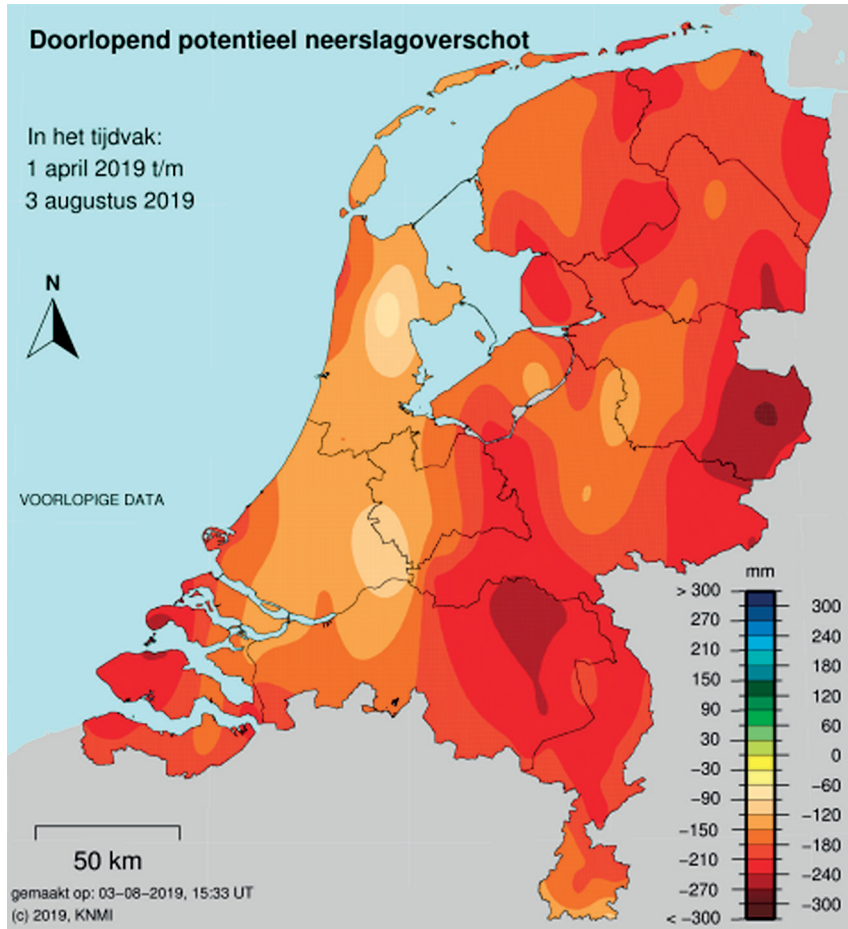 Doorlopend potentieel neerslagoverschot
In het tijdvak:
1 april 2019 t/m
3 augustus 2019
N
VOORLOPIGE DATA
mm
> 300
300
270
240
210
180
150
120
90
60
30
0
−30
−60
−90
−120
−150
−180
−210
−240
−270
−300
< −300
50 km
gemaakt op: 03−08−2019, 15:33 UT
(c) 2019, KNMI